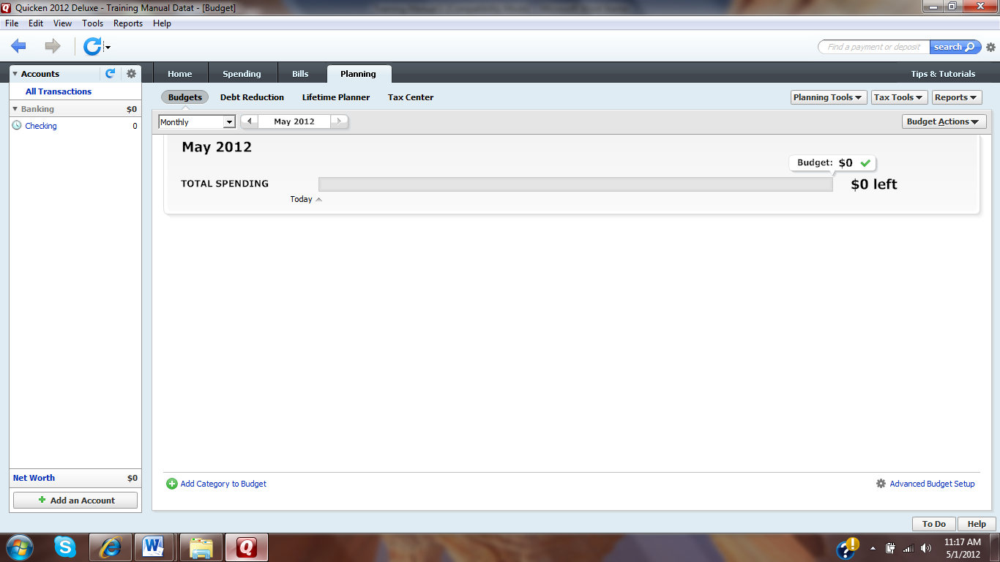 Quicken 2012 Deluxe - Training Manual Datat - [Budget]
File Edit View Tools Reports Help
Find a payment or deposit search
Accounts
Home Spending Bills Planning Tips & Tutorials
All Transactions
Budgets Debt Reduction Lifetime Planner Tax Center Planning Tools Tax Tools Reports
Banking $0
Monthly May 2012 Budget Actions
Checking 0
May 2012
Budget: $0
TOTAL SPENDING $0 left
Today
Net Worth $0
Add Category to Budget Advanced Budget Setup
Add an Account
To Do Help
11:17 AM
5/1/2012